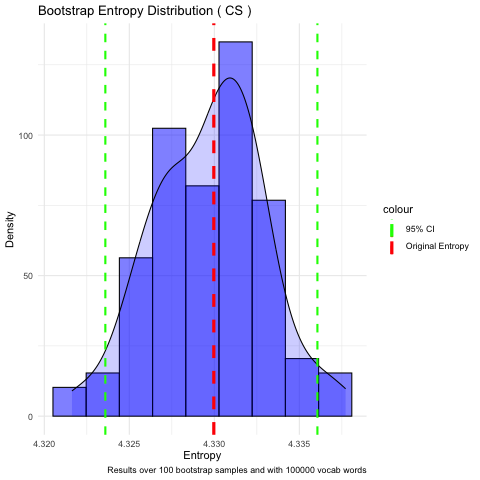 Bootstrap Entropy Distribution ( CS )
Density
100
50
0
4.320 4.325 4.330 4.335
Entropy
Results over 100 bootstrap samples and with 100000 vocab words
colour
95% CI
Original Entropy